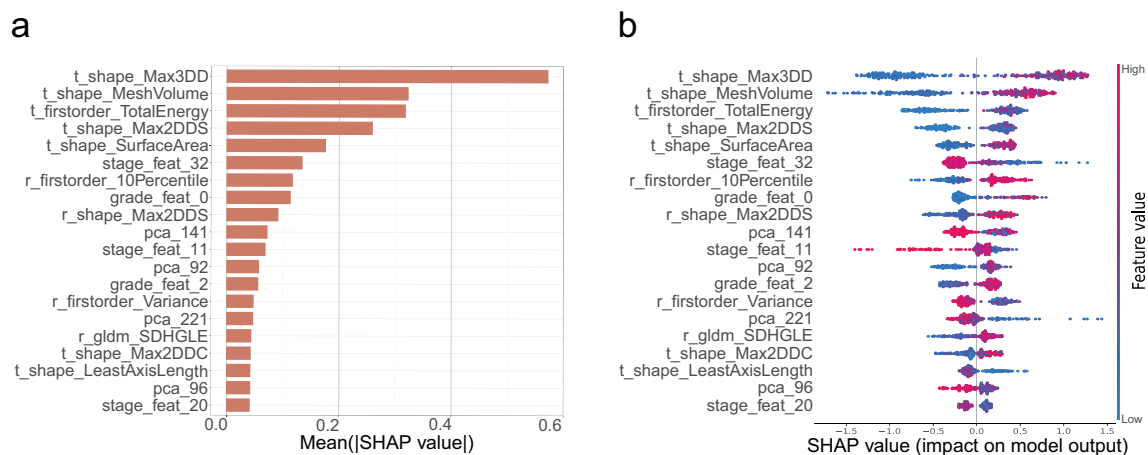 a
t_shape_Max3DD
t_shape_MeshVolume
t_firstorder_TotalEnergy
t_shape_Max2DDS
t_shape_SurfaceArea
stage_feat_32
r_firstorder_10Percentile
grade_feat_0
r_shape_Max2DDS
pca_141
stage_feat_11
pca_92
grade_feat_2
r_firstorder_Variance
pca_221
r_gldm_SDHGLE
t_shape_Max2DDC
t_shape_LeastAxisLength
pca_96
stage_feat_20
0.0 0.2 0.4 0.6
Mean(|SHAP value|)
b
t_shape_Max3DD
t_shape_MeshVolume
t_firstorder_TotalEnergy
t_shape_Max2DDS
t_shape_SurfaceArea
stage_feat_32
r_firstorder_10Percentile
grade_feat_0
r_shape_Max2DDS
pca_141
stage_feat_11
pca_92
grade_feat_2
r_firstorder_Variance
pca_221
r_gldm_SDHGLE
t_shape_Max2DDC
t_shape_LeastAxisLength
pca_96
stage_feat_20
−1.5 −1.0 −0.5 0.0 0.5 1.0 1.5
SHAP value (impact on model output)
High
Feature value
Low